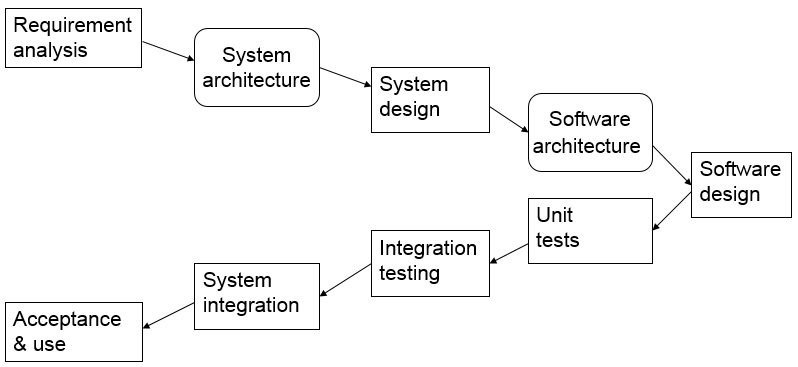 Requirement
analysis
System
architecture
System
design
Software
architecture
Software
design
Unit
tests
Integration
testing
System
integration
Acceptance
& use